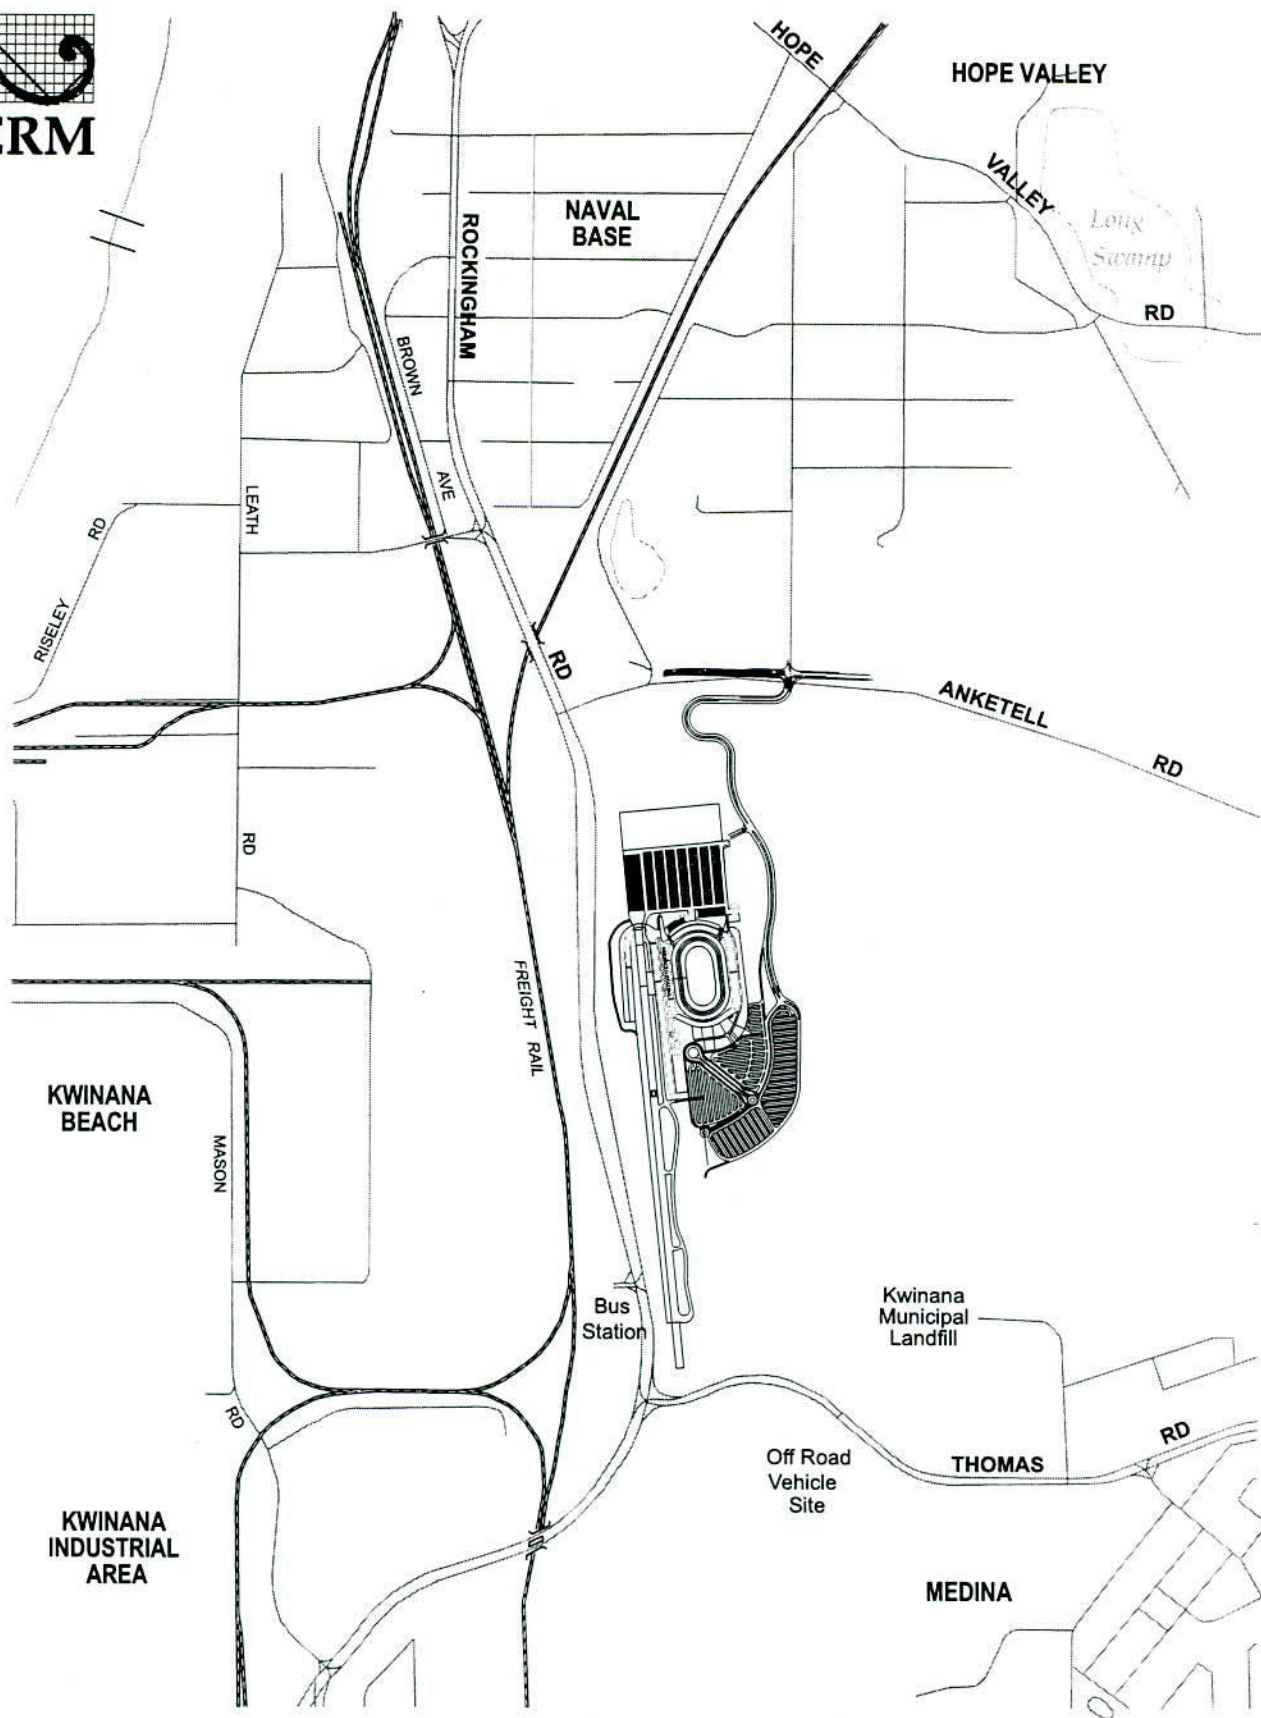 ERM
HOPE
HOPE VALLEY
VALLEY
Long
Swamp
RD
NAVAL
BASE
ROCKINGHAM
BROWN
AVE
LEATH
RD
RISELEY
RD
ANKETELL
RD
RD
FREIGHT RAIL
KWINANA
BEACH
MASON
Bus
Station
Kwinana
Municipal
Landfill
RD
Off Road
Vehicle
Site
THOMAS
RD
KWINANA
INDUSTRIAL
AREA
MEDINA